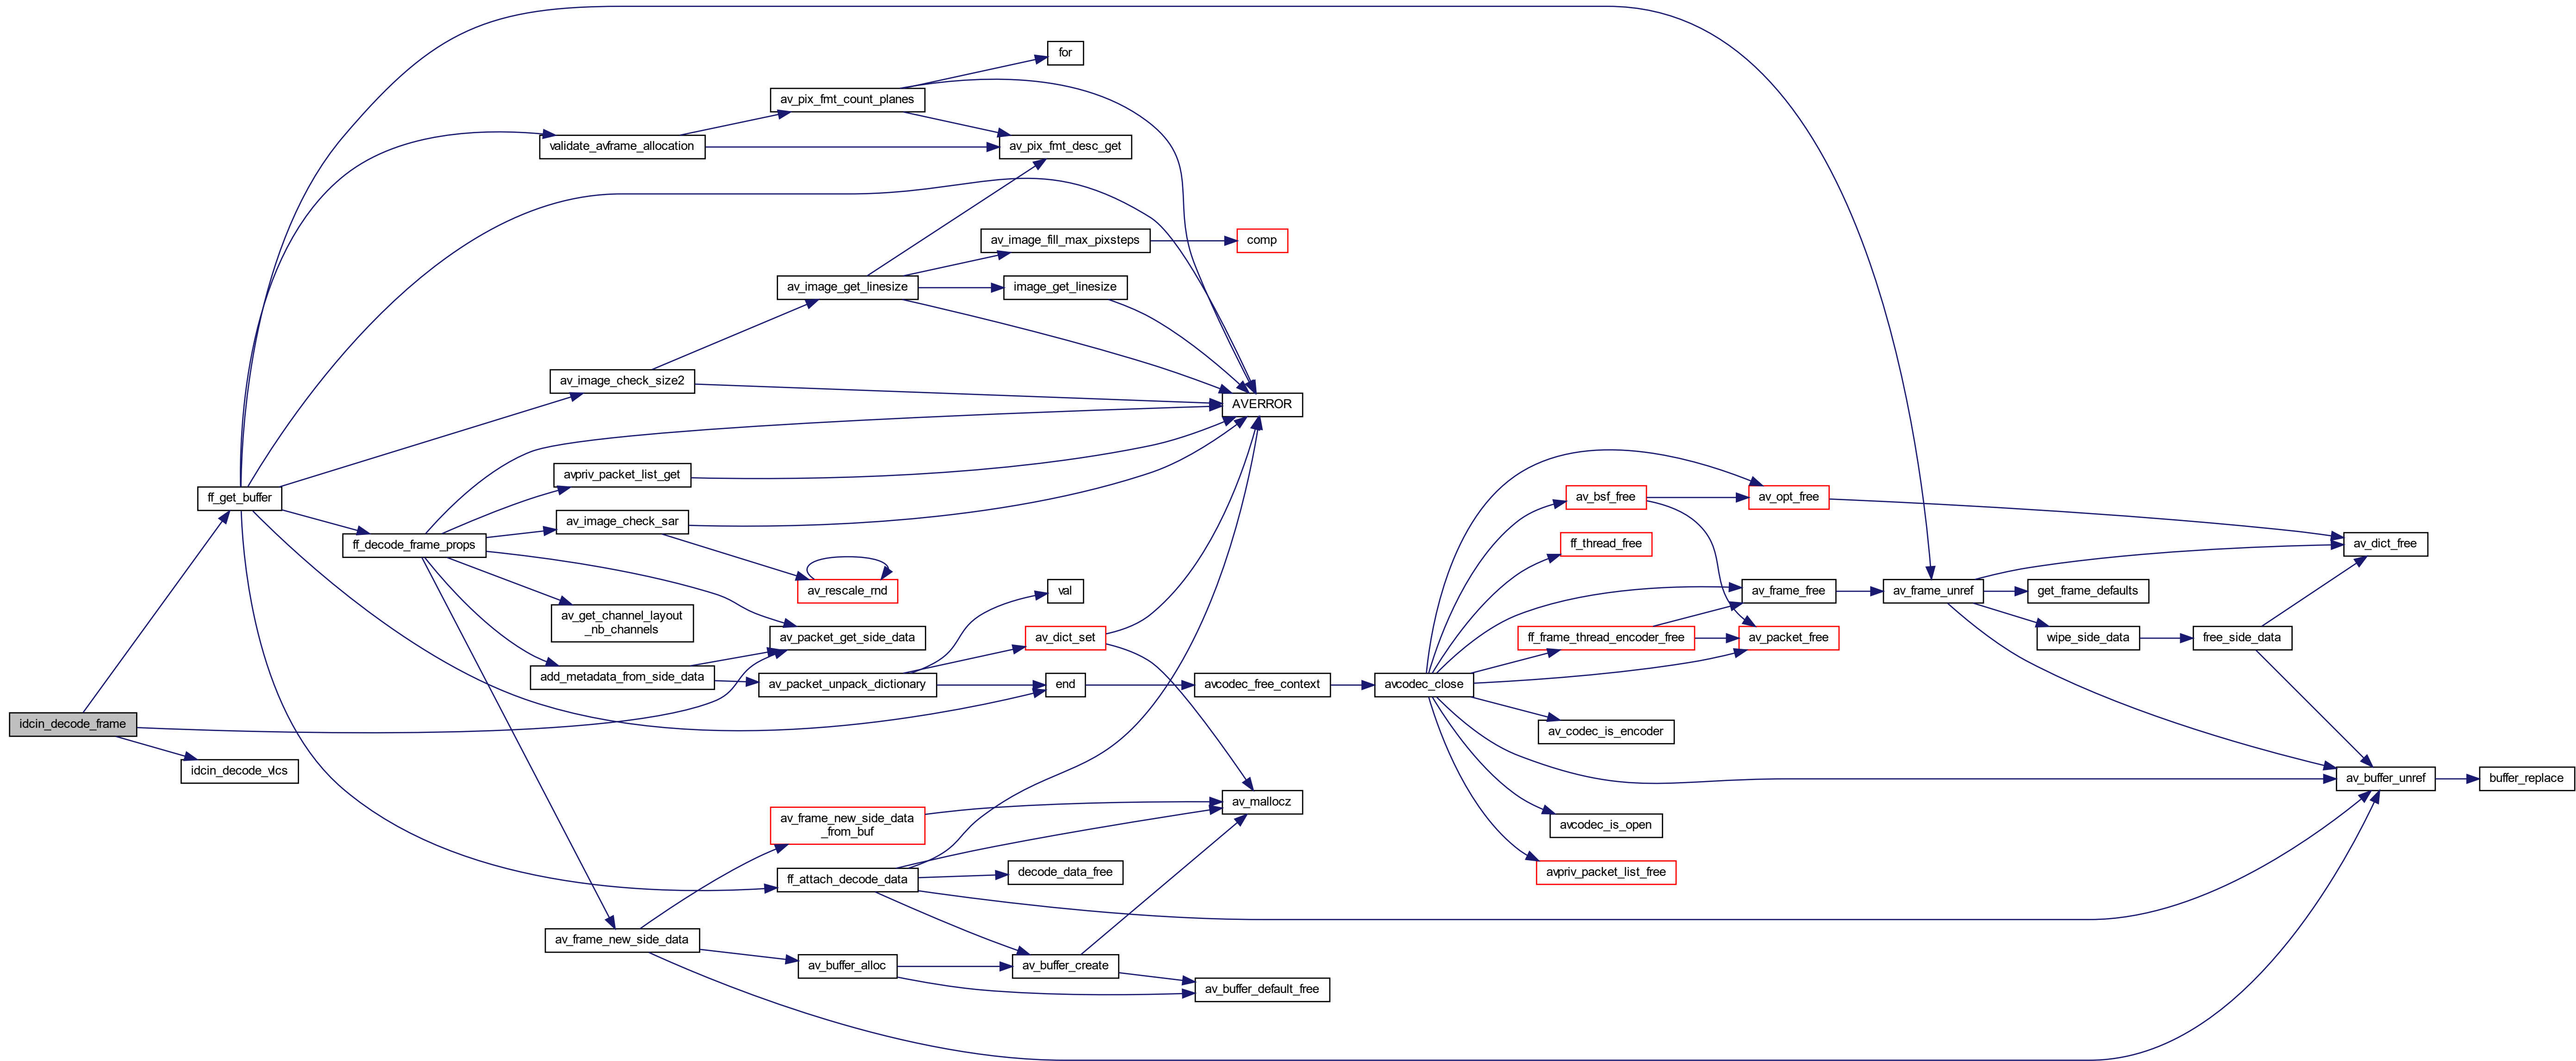 for
av_pix_fmt_count_planes
validate_avframe_allocation
av_pix_fmt_desc_get
av_image_fill_max_pixsteps
comp
av_image_get_linesize
image_get_linesize
av_image_check_size2
AVERROR
avpriv_packet_list_get
ff_get_buffer
av_bsf_free
av_opt_free
av_image_check_sar
ff_decode_frame_props
ff_thread_free
av_dict_free
av_rescale_rnd
val
av_frame_free
av_frame_unref
get_frame_defaults
av_get_channel_layout
_nb_channels
av_packet_get_side_data
av_dict_set
ff_frame_thread_encoder_free
av_packet_free
wipe_side_data
free_side_data
add_metadata_from_side_data
av_packet_unpack_dictionary
end
avcodec_free_context
avcodec_close
idcin_decode_frame
av_codec_is_encoder
idcin_decode_vlcs
av_buffer_unref
buffer_replace
av_mallocz
av_frame_new_side_data
_from_buf
avcodec_is_open
ff_attach_decode_data
decode_data_free
avpriv_packet_list_free
av_frame_new_side_data
av_buffer_alloc
av_buffer_create
av_buffer_default_free